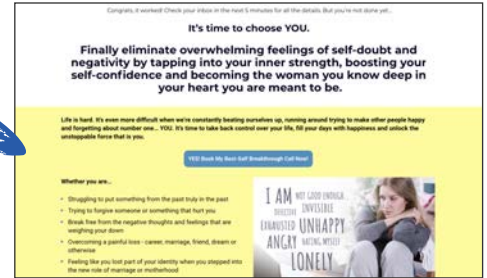 Congrats, it worked! Check your inbox in the next 5 minutes for all the details. But you're not done yet...
It's time to choose YOU.
Finally eliminate overwhelming feelings of self-doubt and
negativity by tapping into your inner strength, boosting your
self-confidence and becoming the woman you know deep in
your heart you are meant to be.
Life is hard. It's even more difficult when we're constantly beating ourselves up, running around trying to make other people happy
and forgetting about number one... YOU. It's time to take back control over your life, fill your days with happiness and unlock the
unstoppable force that is you.
YES! Book My Best-Self Breakthrough Call Now!
Whether you are...
Struggling to put something from the past truly in the past
Trying to forgive someone or something that hurt you
Break free from the negative thoughts and feelings that are
weighing your down
Overcoming a painful loss - career, marriage, friend, dream or
otherwise
Feeling like you lost part of your identity when you stepped into
the new role of marriage or motherhood
I AM NOT GOOD ENOUGH
INVISIBLE
EXHAUSTED UNHAPPY
ANGRY HATING MYSELF
LONELY